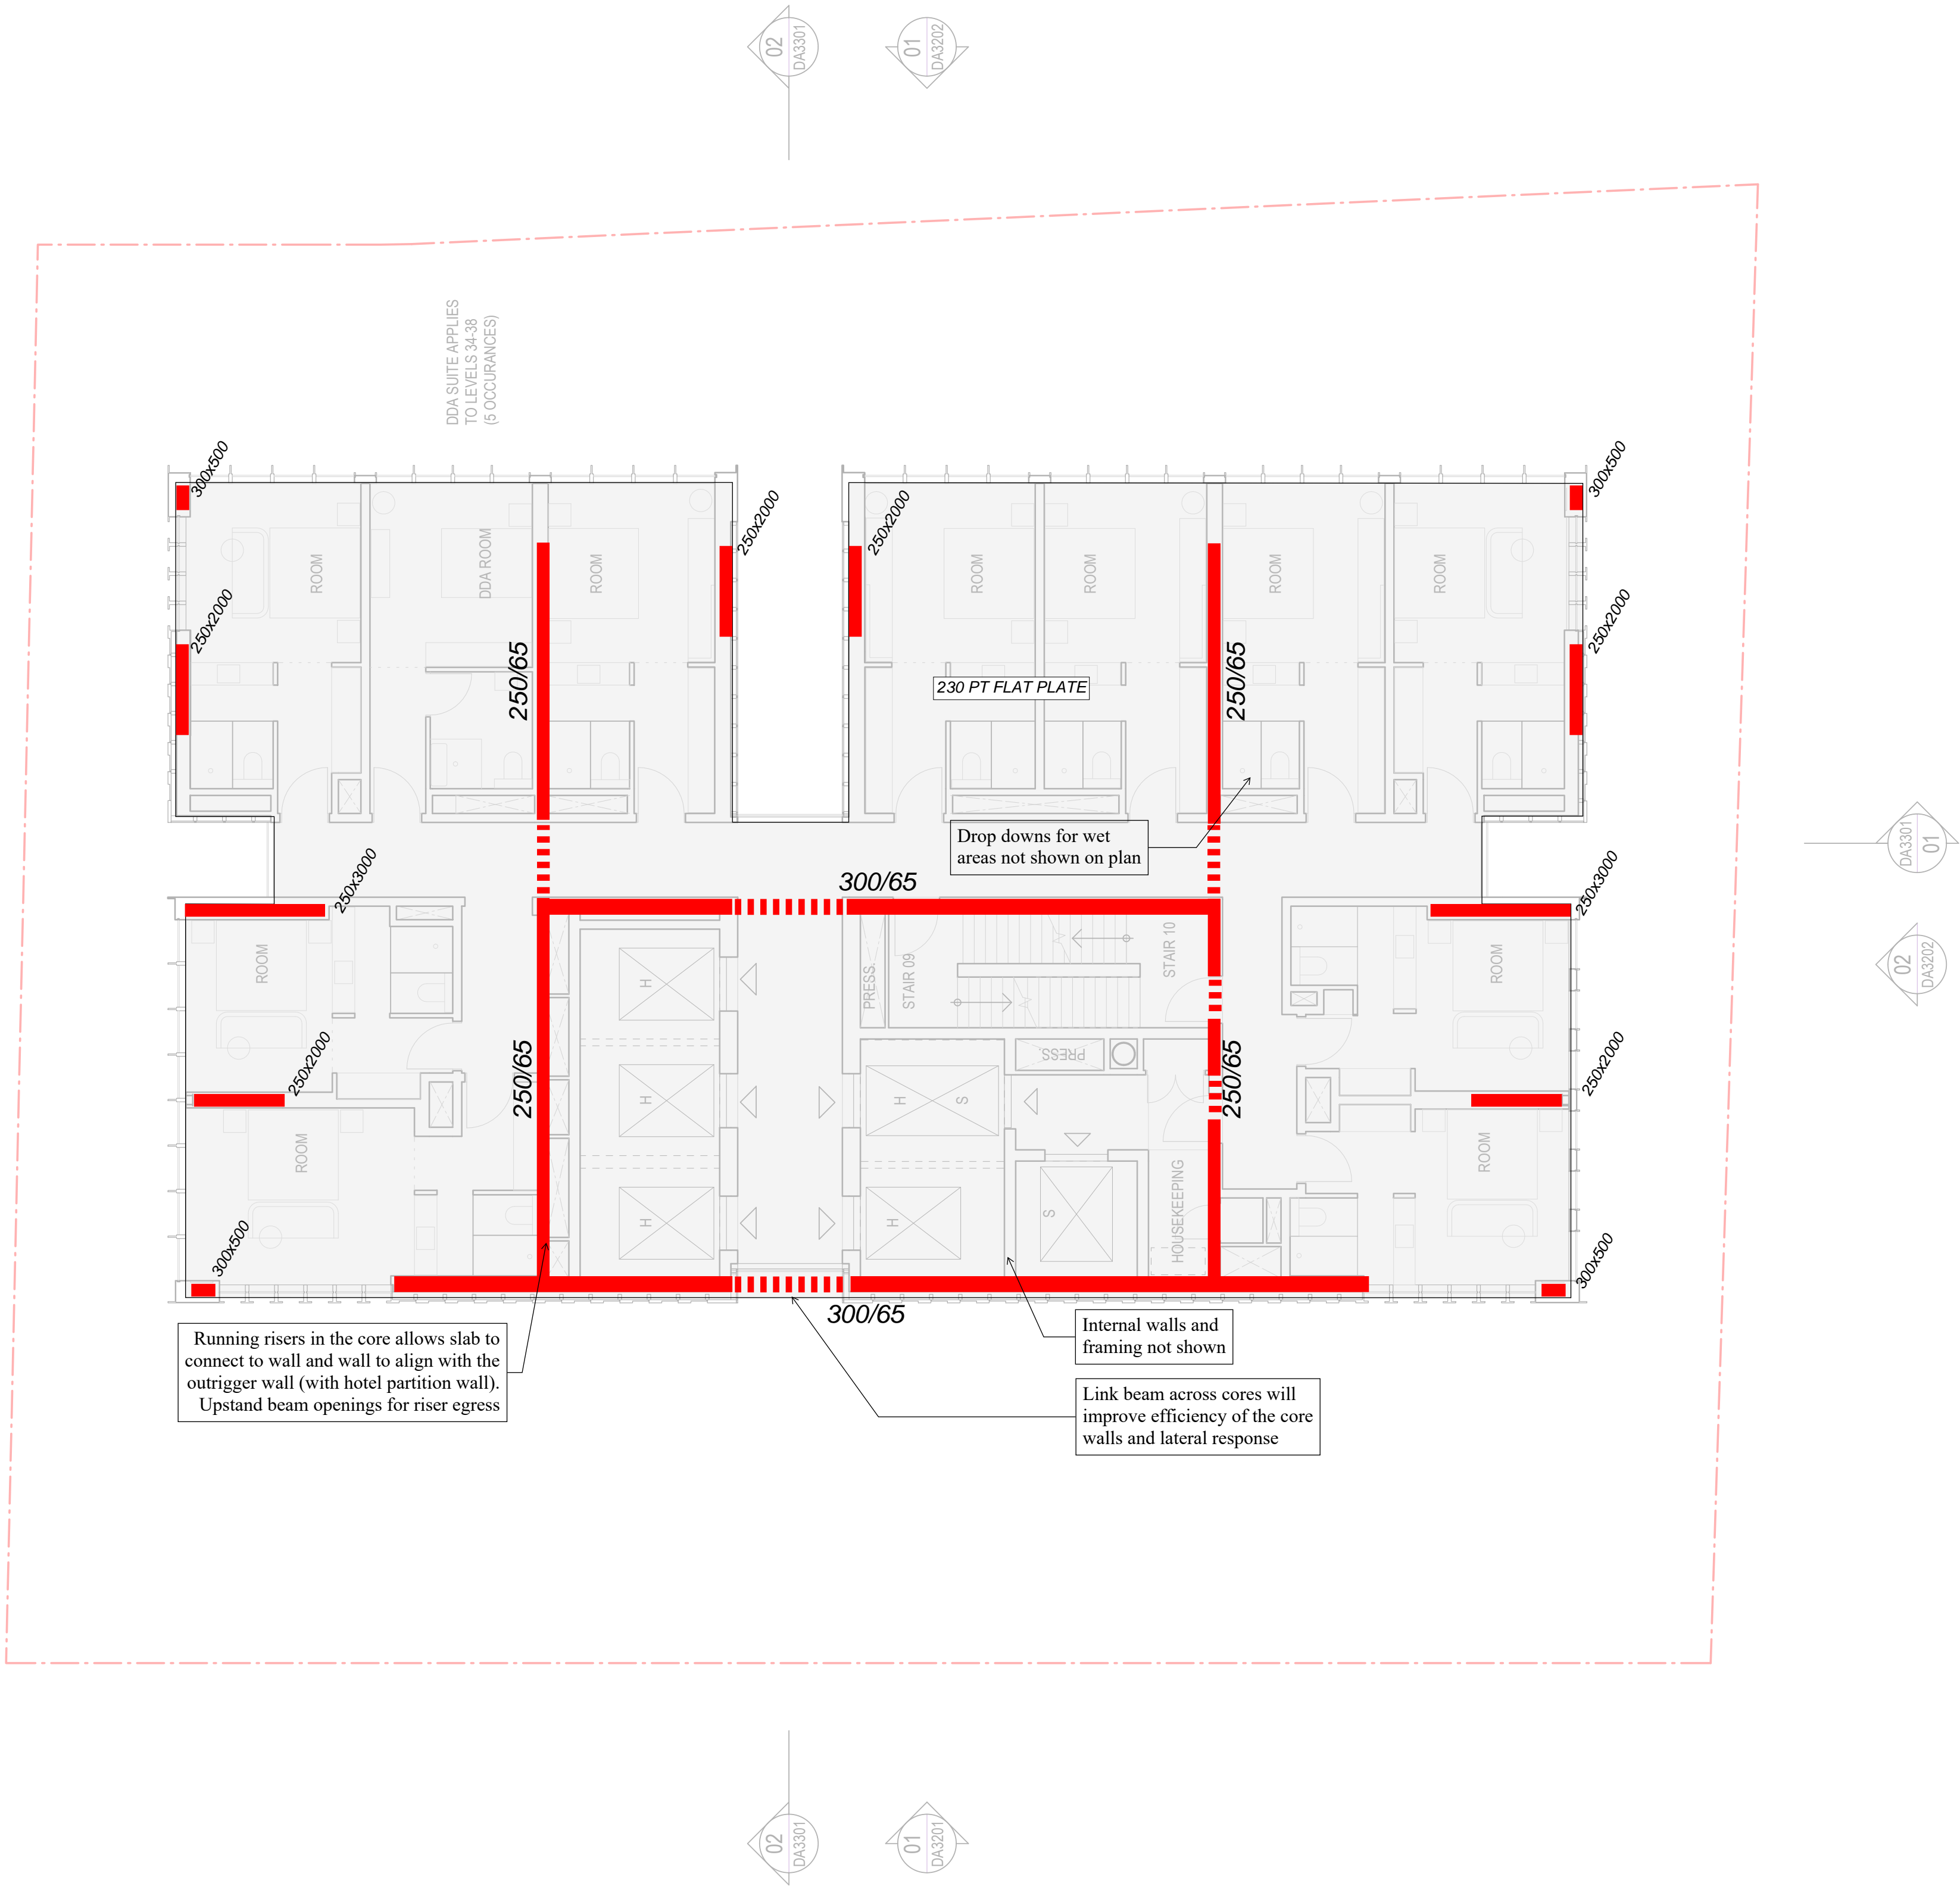 02
DA3301
01
DA3202
DDA SUITE APPLIES
TO LEVELS 34-38
(5 OCCURANCES)
300x500
300x500
250x2000
250x2000
ROOM
DDA ROOM
ROOM
ROOM
ROOM
ROOM
ROOM
250x2000
250x2000
250/65
250/65
230 PT FLAT PLATE
Drop downs for wet
areas not shown on plan
DA3301
01
300/65
250x3000
250x3000
ROOM
PRESS.
STAIR 09
STAIR 10
ROOM
02
DA3202
H
250x2000
250x2000
250/65
PRESS.
250/65
H
H
S
ROOM
ROOM
H
H
S
HOUSEKEEPING
300x500
300x500
300/65
Running risers in the core allows slab to
connect to wall and wall to align with the
outrigger wall (with hotel partition wall).
Upstand beam openings for riser egress
Internal walls and
framing not shown
Link beam across cores will
improve efficiency of the core
walls and lateral response
02
DA3301
01
DA3201